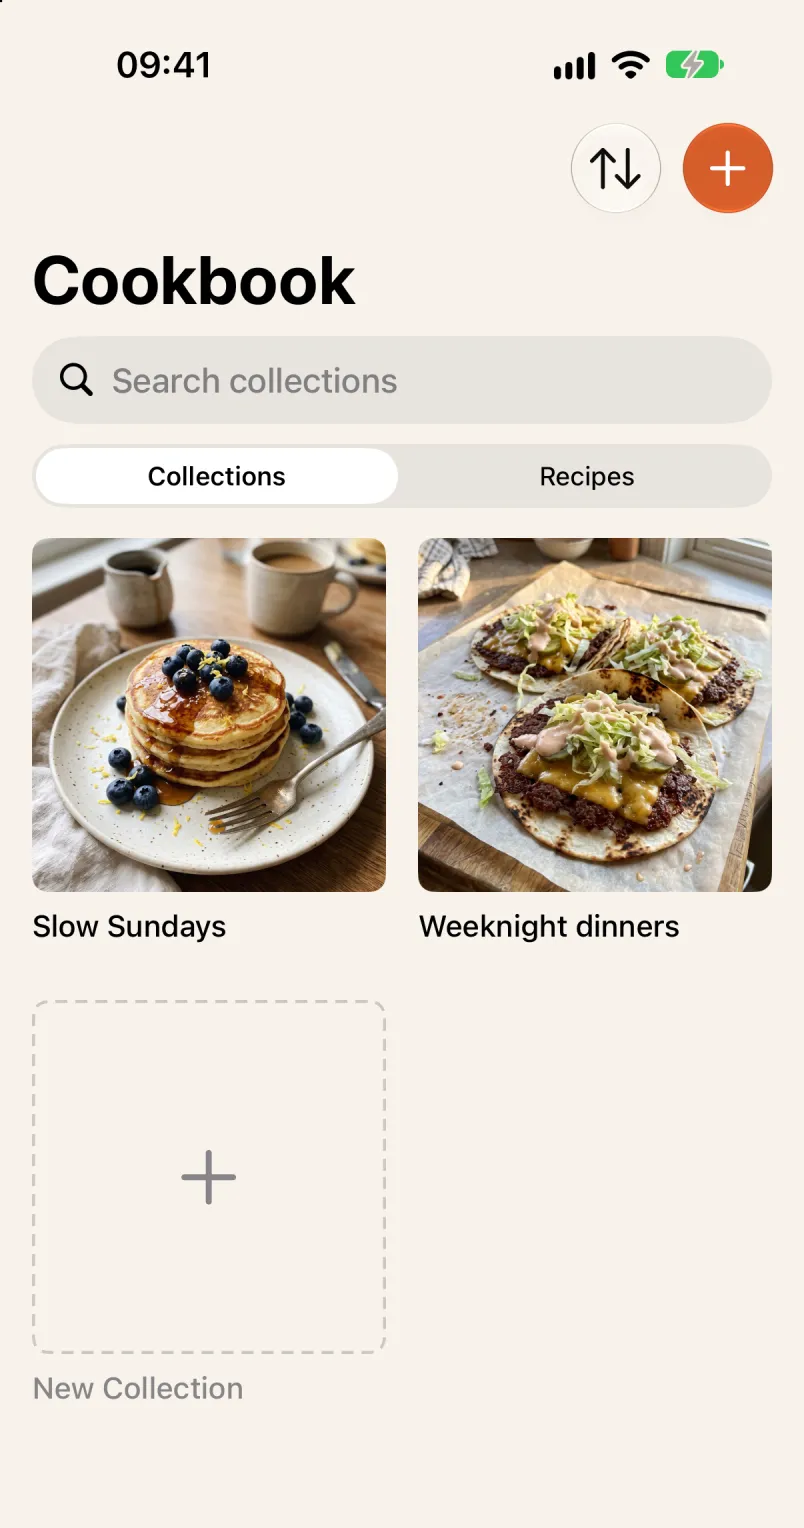 09:41
Cookbook
Search collections
Collections
Recipes
Slow Sundays
Weeknight dinners
New Collection